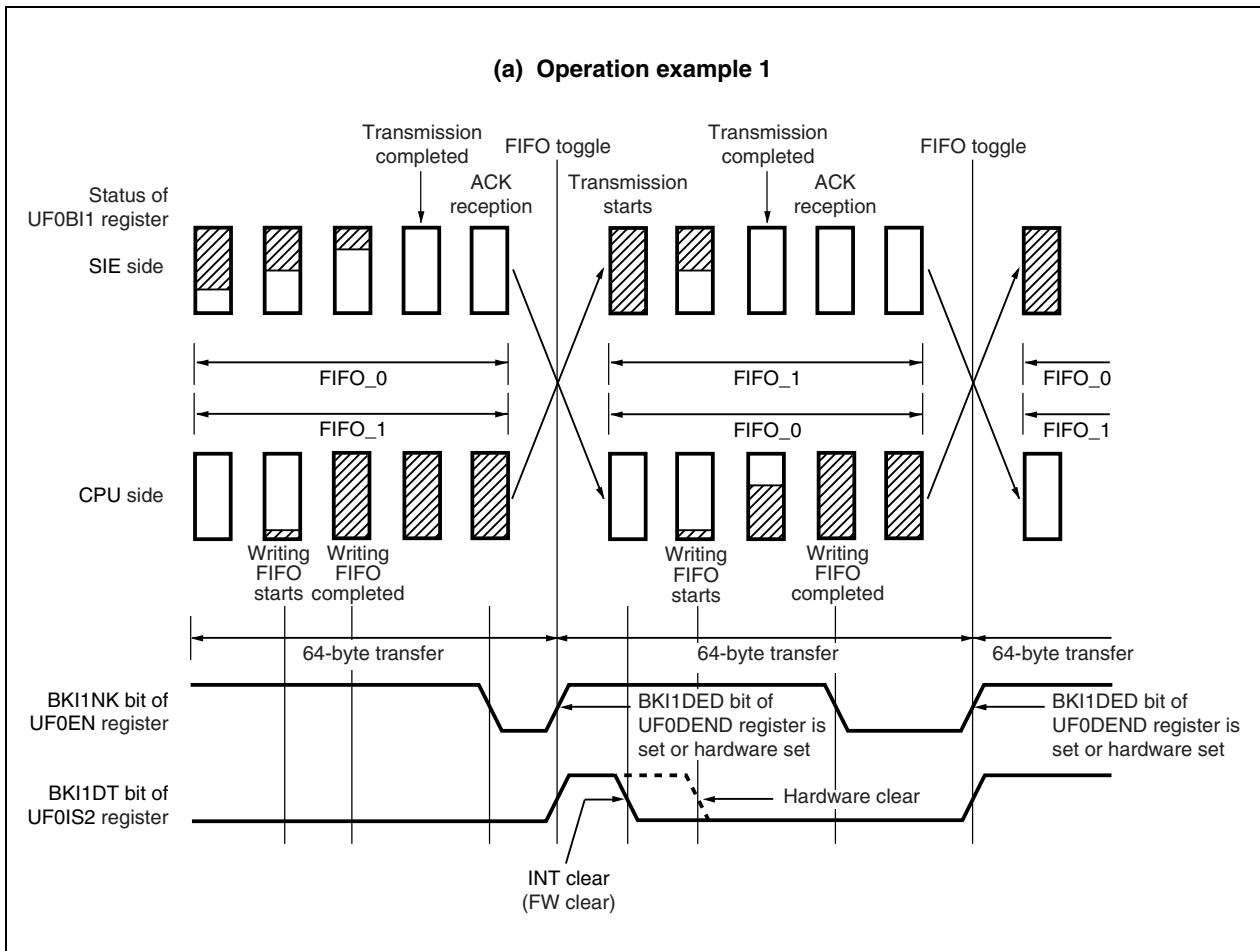 (a) Operation example 1
Transmission
completed
FIFO toggle
Transmission
completed
FIFO toggle
Status of
UF0BI1 register
ACK
reception
Transmission
starts
ACK
reception
SIE side
FIFO_0
FIFO_1
FIFO_0
FIFO_1
FIFO_0
FIFO_1
CPU side
Writing
FIFO
starts
Writing
FIFO
completed
Writing
FIFO
starts
Writing
FIFO
completed
64-byte transfer
64-byte transfer
64-byte transfer
BKI1NK bit of
UF0EN register
BKI1DED bit of
UF0DEND register is
set or hardware set
BKI1DED bit of
UF0DEND register is
set or hardware set
BKI1DT bit of
UF0IS2 register
Hardware clear
INT clear
(FW clear)